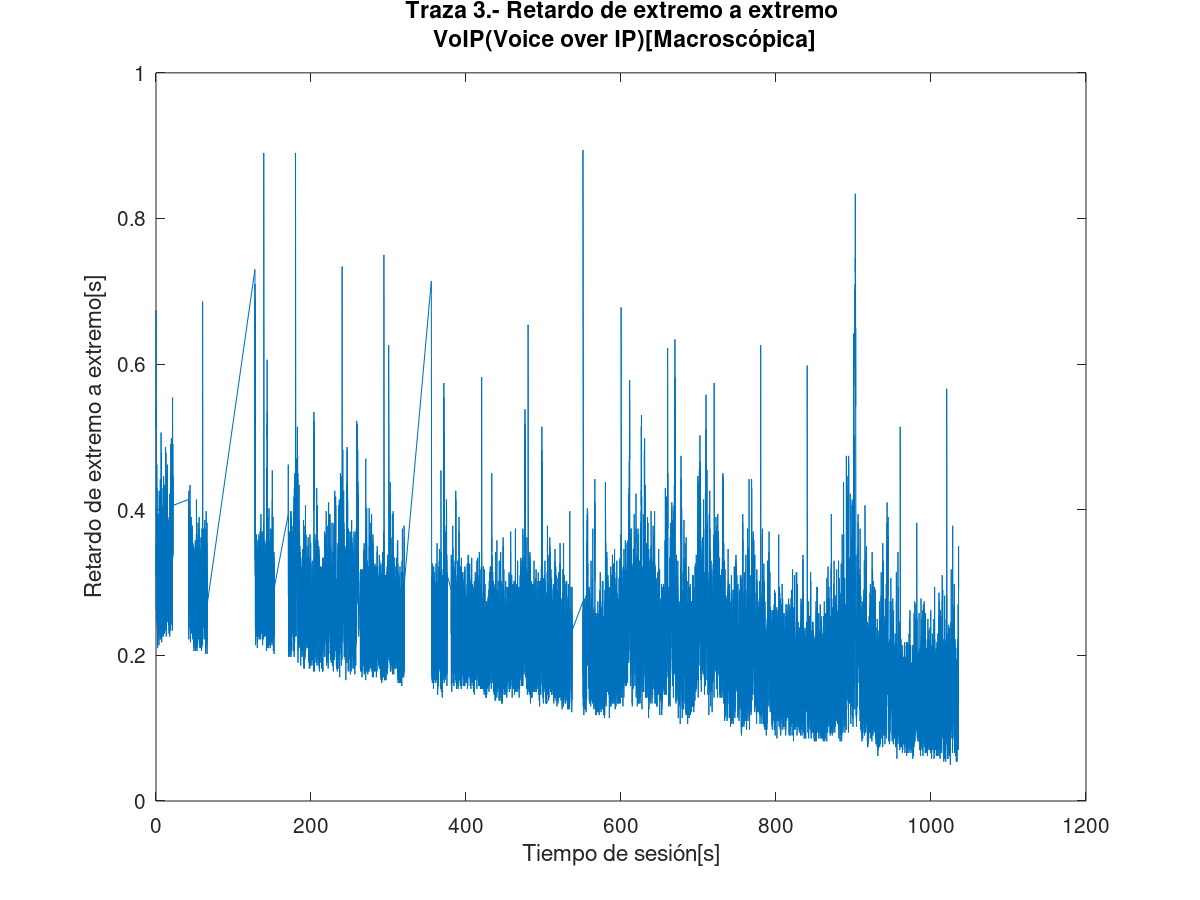 Traza 3.- Retardo de extremo a extremo
VoIP(Voice over IP)[Macroscópica]
Retardo de extremo a extremo[s]
1
0.8
0.6
0.4
0.2
0
0 200 400 600 800 1000 1200
Tiempo de sesión[s]